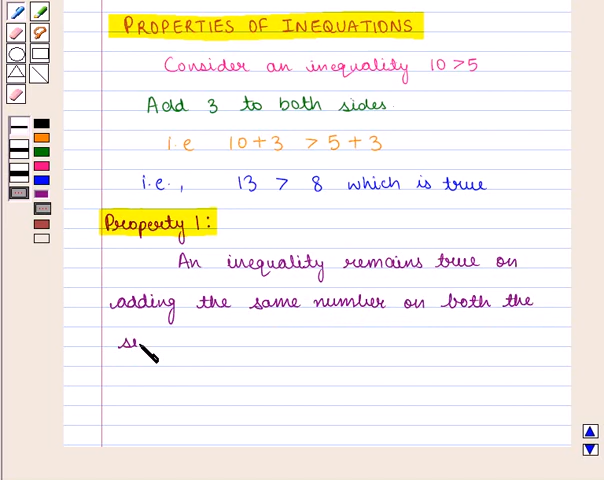 PROPERTIES OF INEQUATIONS
Consider an inequality 10 > 5
Add 3 to both sides.
i.e 10 + 3 > 5 + 3
i.e., 13 > 8 which is true
Property 1:
An inequality remains true on
adding the same number on both the